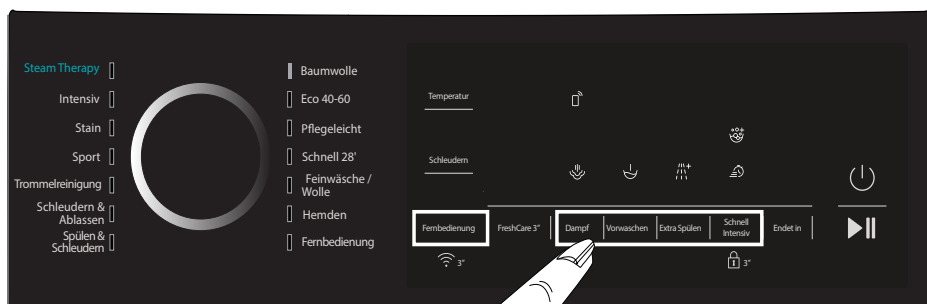 Steam Therapy
Intensiv
Stain
Sport
Trommelreinigung
Schleudern &
Ablassen
Spülen &
Schleudern
Baumwolle
Eco 40-60
Pflegeleicht
Schnell 28'
Feinwäsche /
Wolle
Hemden
Fernbedienung
Temperatur
Schleudern
Fernbedienung
FreshCare 3"
Dampf
Vorwaschen
Extra Spülen
Schnell
Intensiv
Endet in
3"
3"